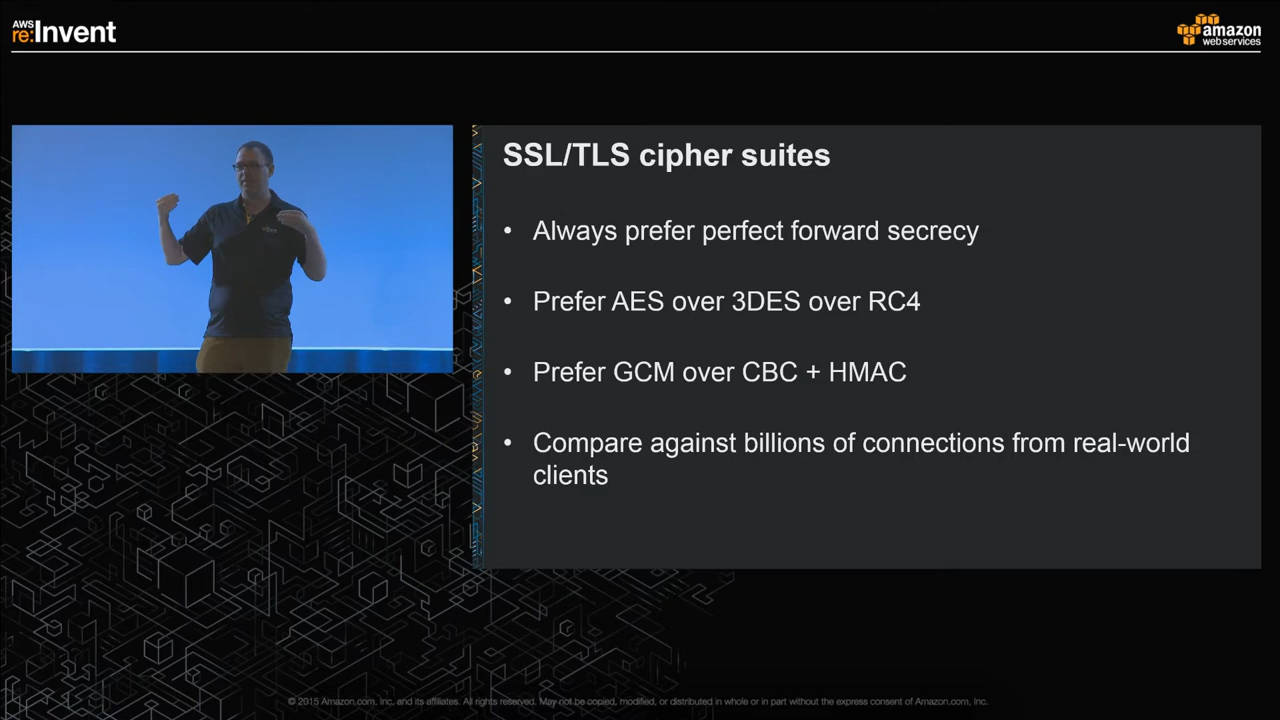 AWS
re:Invent
amazon
web services
SSL/TLS cipher suites
• Always prefer perfect forward secrecy
• Prefer AES over 3DES over RC4
• Prefer GCM over CBC + HMAC
• Compare against billions of connections from real-world
clients
© 2015 Amazon.com, Inc. and its affiliates. All rights reserved. May not be copied, modified, or distributed in whole or in part without the express consent of Amazon.com, Inc.